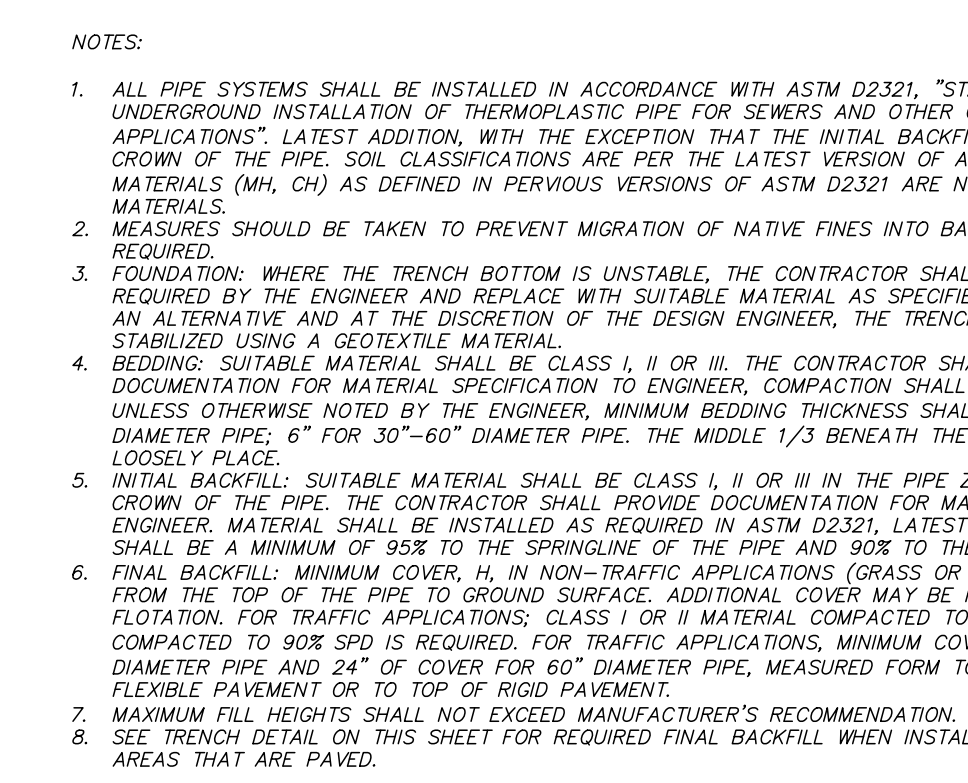 NOTES:
1. ALL PIPE SYSTEMS SHALL BE INSTALLED IN ACCORDANCE WITH ASTM D2321, "ST
UNDERGROUND INSTALLATION OF THERMOPLASTIC PIPE FOR SEWERS AND OTHER
APPLICATIONS". LATEST ADDITION, WITH THE EXCEPTION THAT THE INITIAL BACKFI
CROWN OF THE PIPE. SOIL CLASSIFICATIONS ARE PER THE LATEST VERSION OF A
MATERIALS (MH, CH) AS DEFINED IN PERVIOUS VERSIONS OF ASTM D2321 ARE N
MATERIALS.
2. MEASURES SHOULD BE TAKEN TO PREVENT MIGRATION OF NATIVE FINES INTO BA
REQUIRED.
3. FOUNDATION: WHERE THE TRENCH BOTTOM IS UNSTABLE, THE CONTRACTOR SHAL
REQUIRED BY THE ENGINEER AND REPLACE WITH SUITABLE MATERIAL AS SPECIFIE
AN ALTERNATIVE AND AT THE DISCRETION OF THE DESIGN ENGINEER, THE TRENC
STABILIZED USING A GEOTEXTILE MATERIAL.
4. BEDDING: SUITABLE MATERIAL SHALL BE CLASS I, II OR III. THE CONTRACTOR SH
DOCUMENTATION FOR MATERIAL SPECIFICATION TO ENGINEER, COMPACTION SHALL
UNLESS OTHERWISE NOTED BY THE ENGINEER, MINIMUM BEDDING THICKNESS SHAL
DIAMETER PIPE; 6" FOR 30"–60" DIAMETER PIPE. THE MIDDLE 1/3 BENEATH THE
LOOSELY PLACE.
5. INITIAL BACKFILL: SUITABLE MATERIAL SHALL BE CLASS I, II OR III IN THE PIPE Z
CROWN OF THE PIPE. THE CONTRACTOR SHALL PROVIDE DOCUMENTATION FOR MA
ENGINEER. MATERIAL SHALL BE INSTALLED AS REQUIRED IN ASTM D2321, LATEST
SHALL BE A MINIMUM OF 95% TO THE SPRINGLINE OF THE PIPE AND 90% TO THE
6. FINAL BACKFILL: MINIMUM COVER, H, IN NON–TRAFFIC APPLICATIONS (GRASS OR
FROM THE TOP OF THE PIPE TO GROUND SURFACE. ADDITIONAL COVER MAY BE
FLOTATION. FOR TRAFFIC APPLICATIONS; CLASS I OR II MATERIAL COMPACTED TO
COMPACTED TO 90% SPD IS REQUIRED. FOR TRAFFIC APPLICATIONS, MINIMUM COV
DIAMETER PIPE AND 24" OF COVER FOR 60" DIAMETER PIPE, MEASURED FORM TO
FLEXIBLE PAVEMENT OR TO TOP OF RIGID PAVEMENT.
7. MAXIMUM FILL HEIGHTS SHALL NOT EXCEED MANUFACTURER'S RECOMMENDATION.
8. SEE TRENCH DETAIL ON THIS SHEET FOR REQUIRED FINAL BACKFILL WHEN INSTAL
AREAS THAT ARE PAVED.